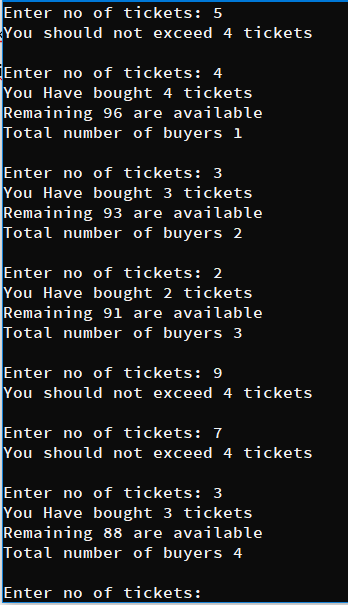 Enter no of tickets: 5
You should not exceed 4 tickets
Enter no of tickets: 4
You Have bought 4 tickets
Remaining 96 are available
Total number of buyers 1
Enter no of tickets: 3
You Have bought 3 tickets
Remaining 93 are available
Total number of buyers 2
Enter no of tickets: 2
You Have bought 2 tickets
Remaining 91 are available
Total number of buyers 3
Enter no of tickets: 9
You should not exceed 4 tickets
Enter no of tickets: 7
You should not exceed 4 tickets
Enter no of tickets: 3
You Have bought 3 tickets
Remaining 88 are available
Total number of buyers 4
Enter no of tickets: